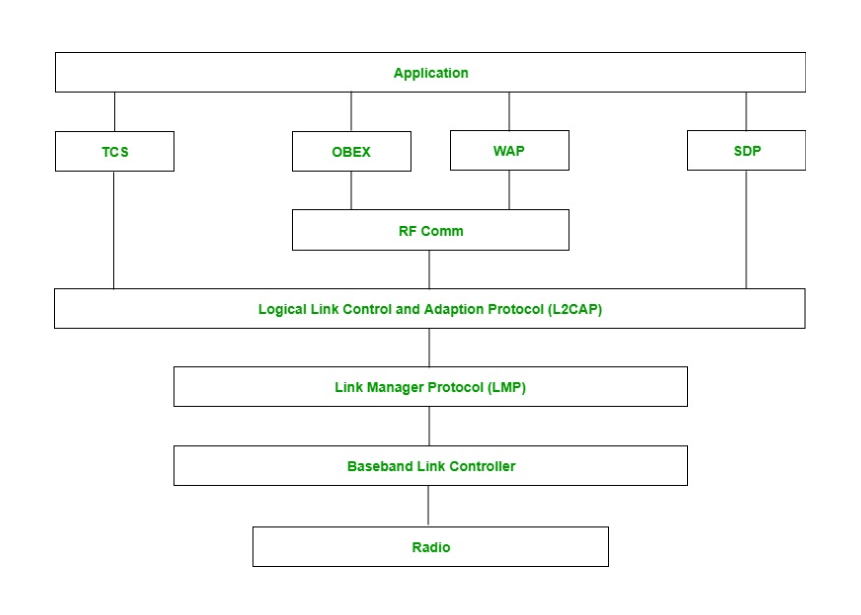 Application
TCS
OBEX
WAP
SDP
RF Comm
Logical Link Control and Adaption Protocol (L2CAP)
Link Manager Protocol (LMP)
Baseband Link Controller
Radio